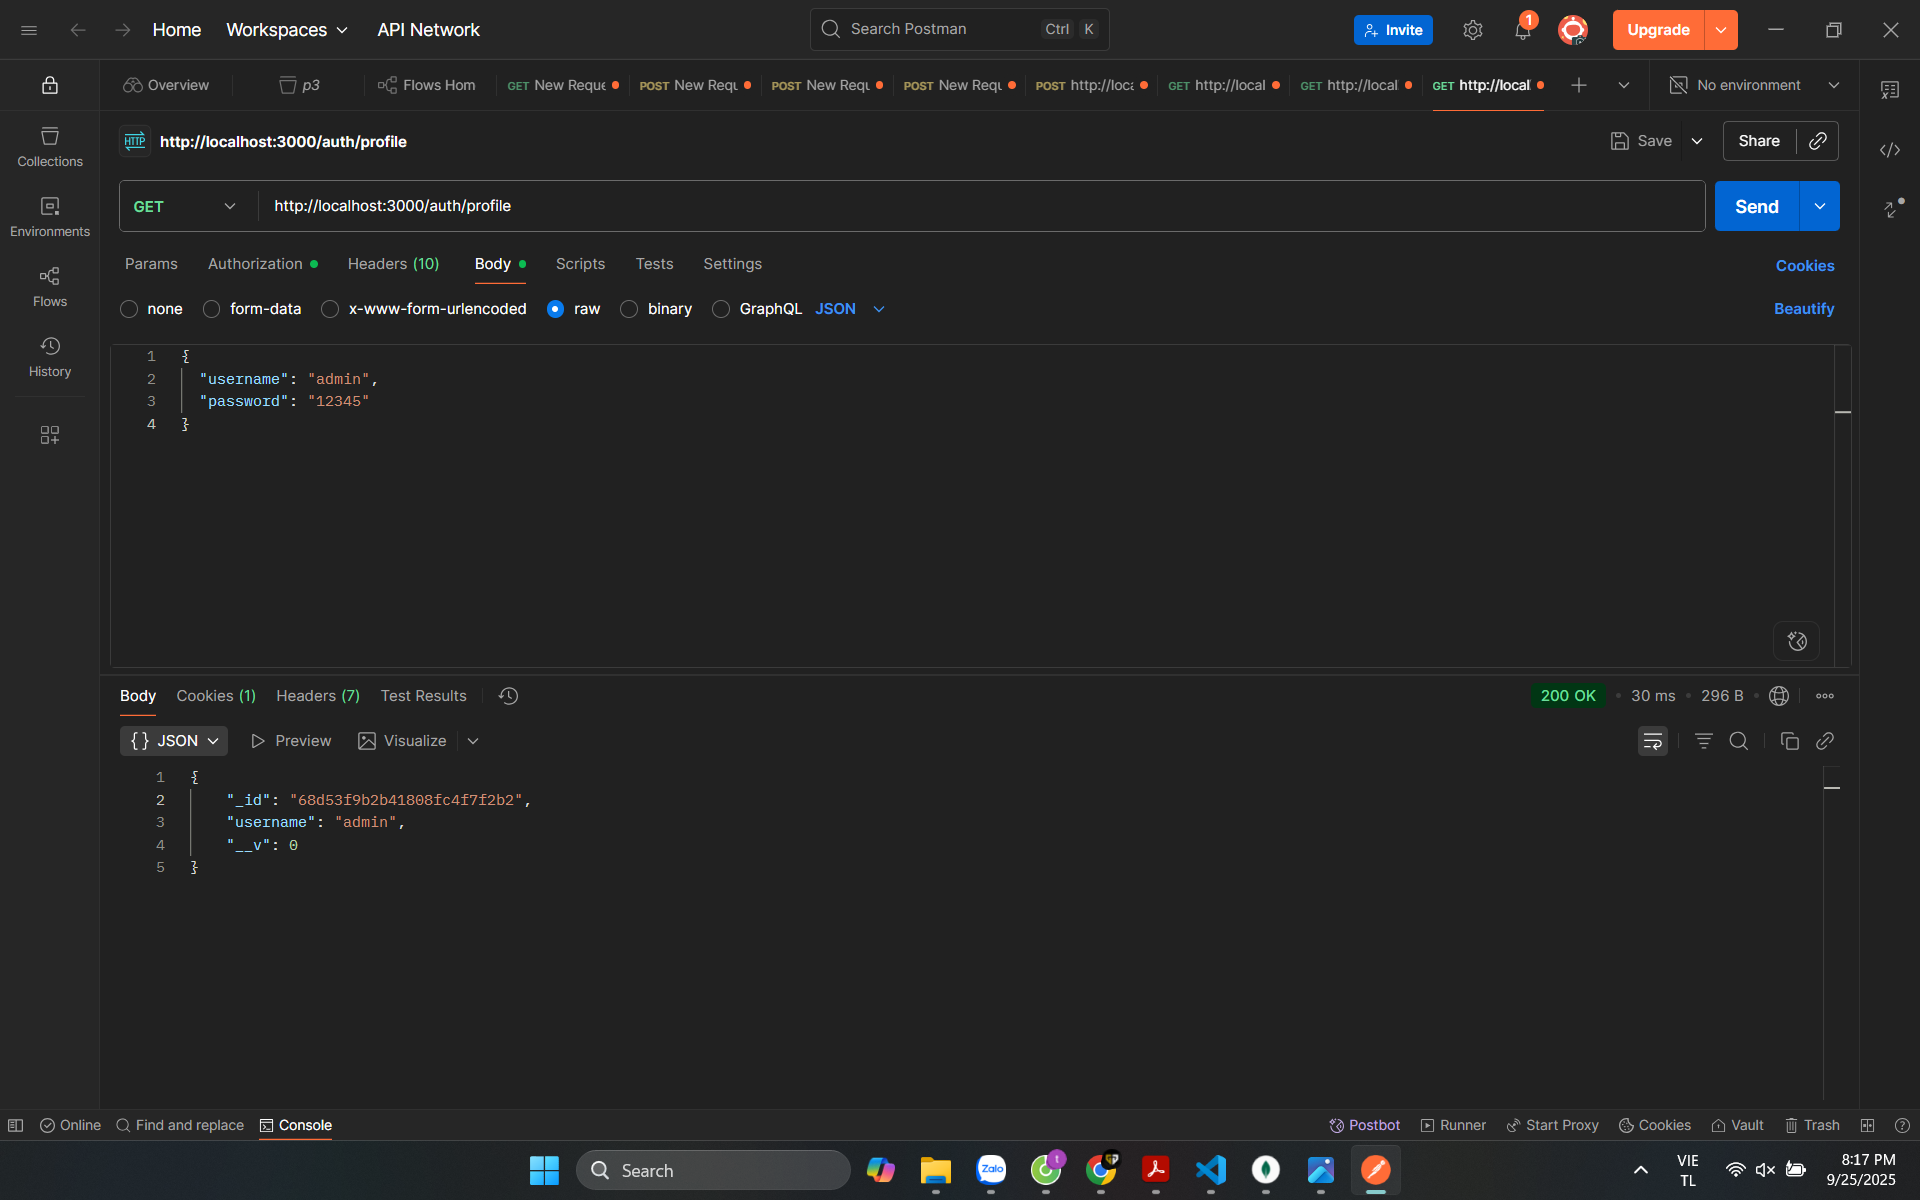 Home Workspaces API Network Search Postman Ctrl K Invite 1 Upgrade
Overview p3 Flows Hom GET New Reque POST New Requ POST New Requ POST New Requ POST http://loca GET http://local GET http://local GET http://local No environment
HTTP http://localhost:3000/auth/profile Save Share
Collections
Environments
Flows
History
GET http://localhost:3000/auth/profile Send
Params Authorization Headers (10) Body Scripts Tests Settings Cookies
none form-data x-www-form-urlencoded raw binary GraphQL JSON Beautify
1 {
2 "username": "admin",
3 "password": "12345"
4 }
Body Cookies (1) Headers (7) Test Results 200 OK 30 ms 296 B
{} JSON Preview Visualize
1 {
2 "_id": "68d53f9b2b41808fc4f7f2b2",
3 "username": "admin",
4 "__v": 0
5 }
Online Find and replace Console Postbot Runner Start Proxy Cookies Vault Trash
Search Zalo t VIE 8:17 PM
TL 9/25/2025